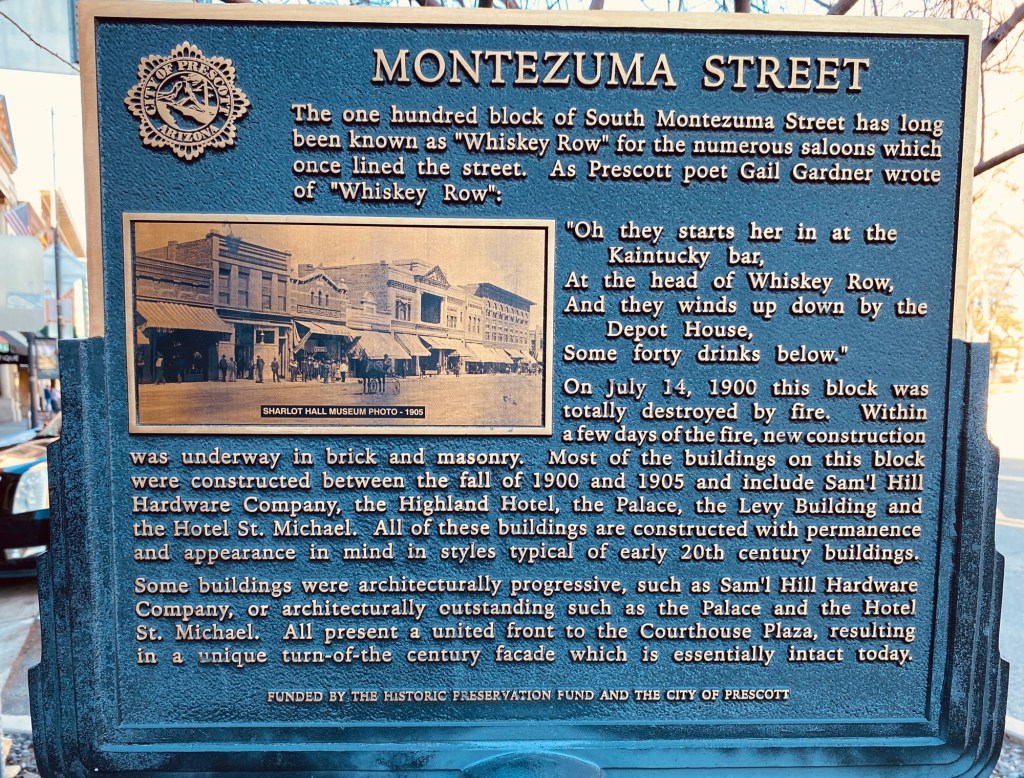 CITY OF PRESCOTT
ARIZONA
MONTEZUMA STREET
The one hundred block of South Montezuma Street has long
been known as "Whiskey Row" for the numerous saloons which
once lined the street. As Prescott poet Gail Gardner wrote
of "Whiskey Row":
"Oh they starts her in at the
Kaintucky bar,
At the head of Whiskey Row,
And they winds up down by the
Depot House,
Some forty drinks below."
SHARLOT HALL MUSEUM PHOTO - 1905
On July 14, 1900 this block was
totally destroyed by fire. Within
a few days of the fire, new construction
was underway in brick and masonry. Most of the buildings on this block
were constructed between the fall of 1900 and 1905 and include Sam'l Hill
Hardware Company, the Highland Hotel, the Palace, the Levy Building and
the Hotel St. Michael. All of these buildings are constructed with permanence
and appearance in mind in styles typical of early 20th century buildings.
Some buildings were architecturally progressive, such as Sam'l Hill Hardware
Company, or architecturally outstanding such as the Palace and the Hotel
St. Michael. All present a united front to the Courthouse Plaza, resulting
in a unique turn-of-the century facade which is essentially intact today.
FUNDED BY THE HISTORIC PRESERVATION FUND AND THE CITY OF PRESCOTT